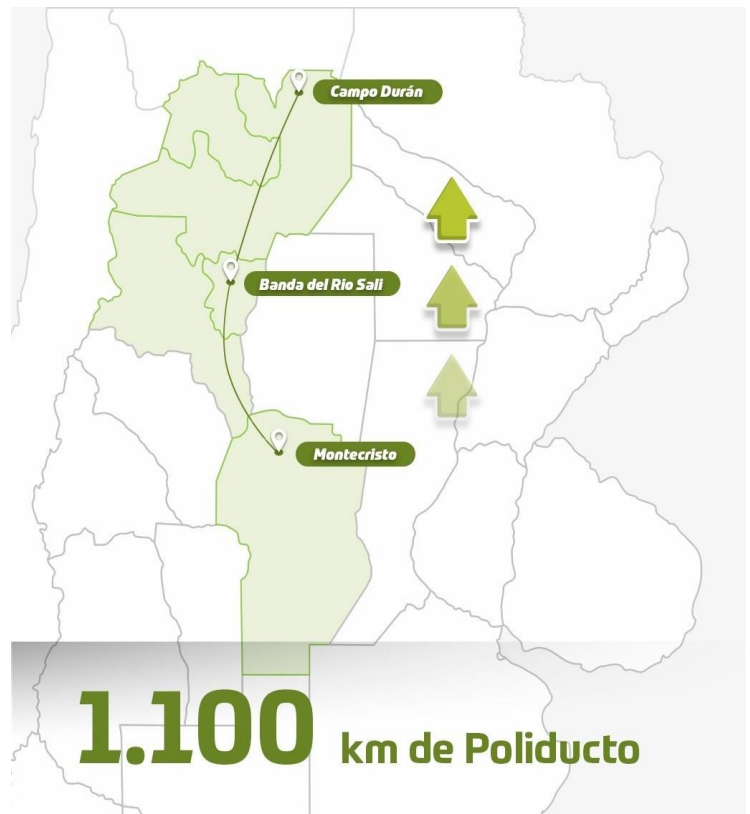 Campo Durán
Banda del Rio Sali
Montecristo
1.100 km de Poliducto